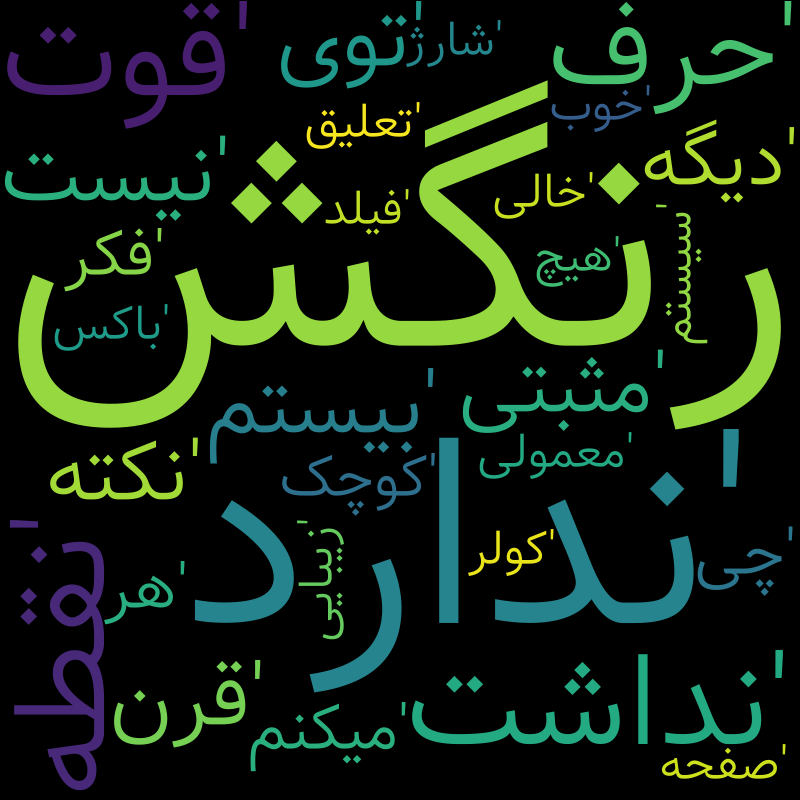 'حرف
'شارژ
'توی
'قوت
'خوب
'تعلیق
'دیگه
'نیست
رنگش
'خالی
'فیلد
'سیستم
'هیچ
'فکر
'باکس
'مثبتی
'بیستم
'معمولی
'کوچک
'نکته
'ندارد
'چی
'کولر
'زیبایی
'نقطه
'هر
'نداشت
'قرن
'میکنم
'صفحه